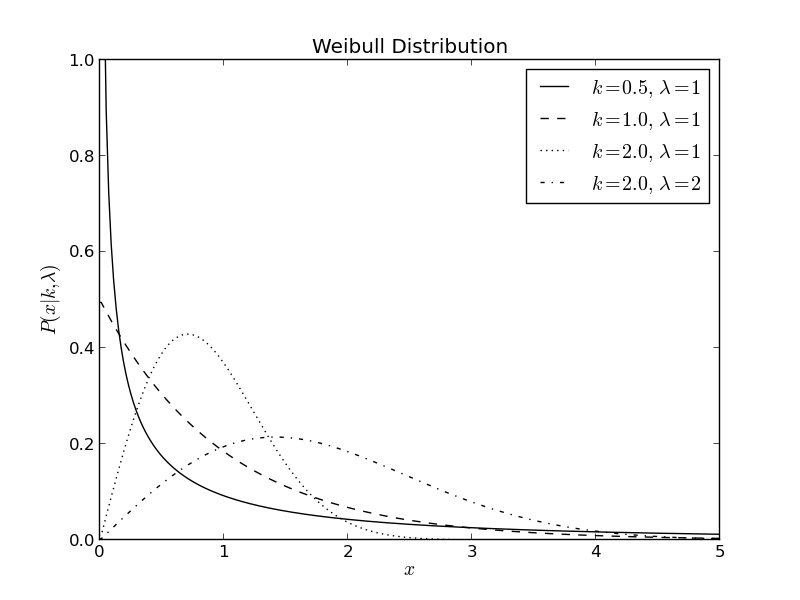 Weibull Distribution
k=0.5, λ=1
k=1.0, λ=1
k=2.0, λ=1
k=2.0, λ=2
P(x|k,λ)
1.0
0.8
0.6
0.4
0.2
0.0
0 1 2 3 4 5
x